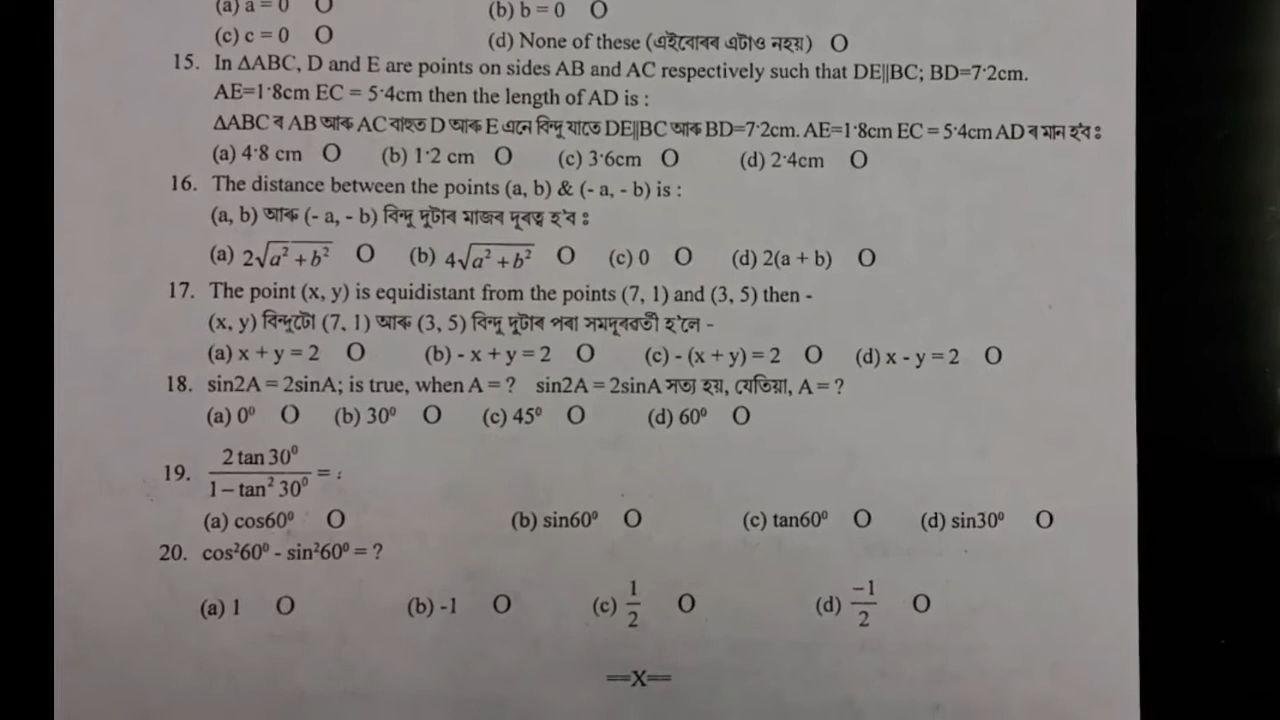 (a) a = 0 O (b) b = 0 O
(c) c = 0 O (d) None of these (এইবোৰৰ এটাও নহয়) O
15. In ΔABC, D and E are points on sides AB and AC respectively such that DE||BC; BD=7·2cm.
AE=1·8cm EC = 5·4cm then the length of AD is :
ΔABC ৰ AB আৰু AC বাহুত D আৰু E এনে বিন্দু যাতে DE||BC আৰু BD=7·2cm. AE=1·8cm EC = 5·4cm AD ৰ মান হ'ব ঃ
(a) 4·8 cm O (b) 1·2 cm O (c) 3·6cm O (d) 2·4cm O
16. The distance between the points (a, b) & (- a, - b) is :
(a, b) আৰু (- a, - b) বিন্দু দুটাৰ মাজৰ দূৰত্ব হ'ব ঃ
(a) 2√(a² + b²) O (b) 4√(a² + b²) O (c) 0 O (d) 2(a + b) O
17. The point (x, y) is equidistant from the points (7, 1) and (3, 5) then -
(x, y) বিন্দুটো (7, 1) আৰু (3, 5) বিন্দু দুটাৰ পৰা সমদূৰৱৰ্তী হ'লে -
(a) x + y = 2 O (b) - x + y = 2 O (c) - (x + y) = 2 O (d) x - y = 2 O
18. sin2A = 2sinA; is true, when A = ? sin2A = 2sinA সত্য হয়, যেতিয়া, A = ?
(a) 0⁰ O (b) 30⁰ O (c) 45⁰ O (d) 60⁰ O
19. 2 tan 30⁰ / 1 – tan² 30⁰ = :
(a) cos60⁰ O (b) sin60⁰ O (c) tan60⁰ O (d) sin30⁰ O
20. cos²60⁰ - sin²60⁰ = ?
(a) 1 O (b) -1 O (c) 1/2 O (d) –1/2 O
==X==